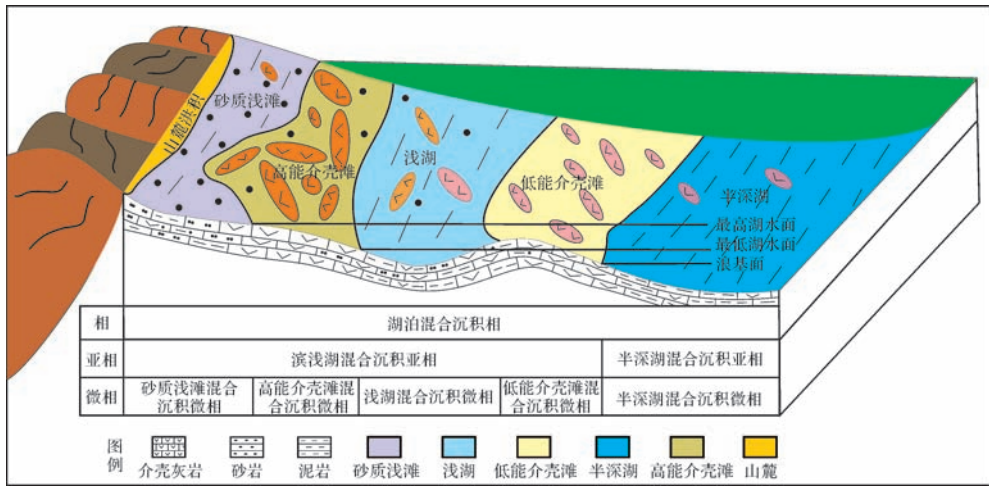 山麓洪积
砂质浅滩
高能介壳滩
浅湖
低能介壳滩
半深湖
最高湖水面
最低湖水面
浪基面
相
湖泊混合沉积相
亚相
滨浅湖混合沉积亚相
半深湖混合沉积亚相
微相
砂质浅滩混合
沉积微相
高能介壳滩混
合沉积微相
浅湖混合沉积微相
低能介壳滩混
合沉积微相
半深湖混合沉积微相
图
例
介壳灰岩
砂岩
泥岩
砂质浅滩
浅湖
低能介壳滩
半深湖
高能介壳滩
山麓